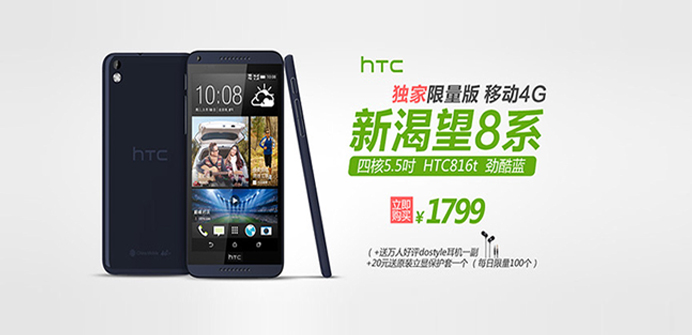 hTC
独家限量版 移动4G
新渴望8系
四核5.5吋 HTC816t 劲酷蓝
立即
购买
¥1799
(+送万人好评dostyle耳机一副
+20元送原装立显保护套一个 (每日限量100个)
hTC
10:08
hTC